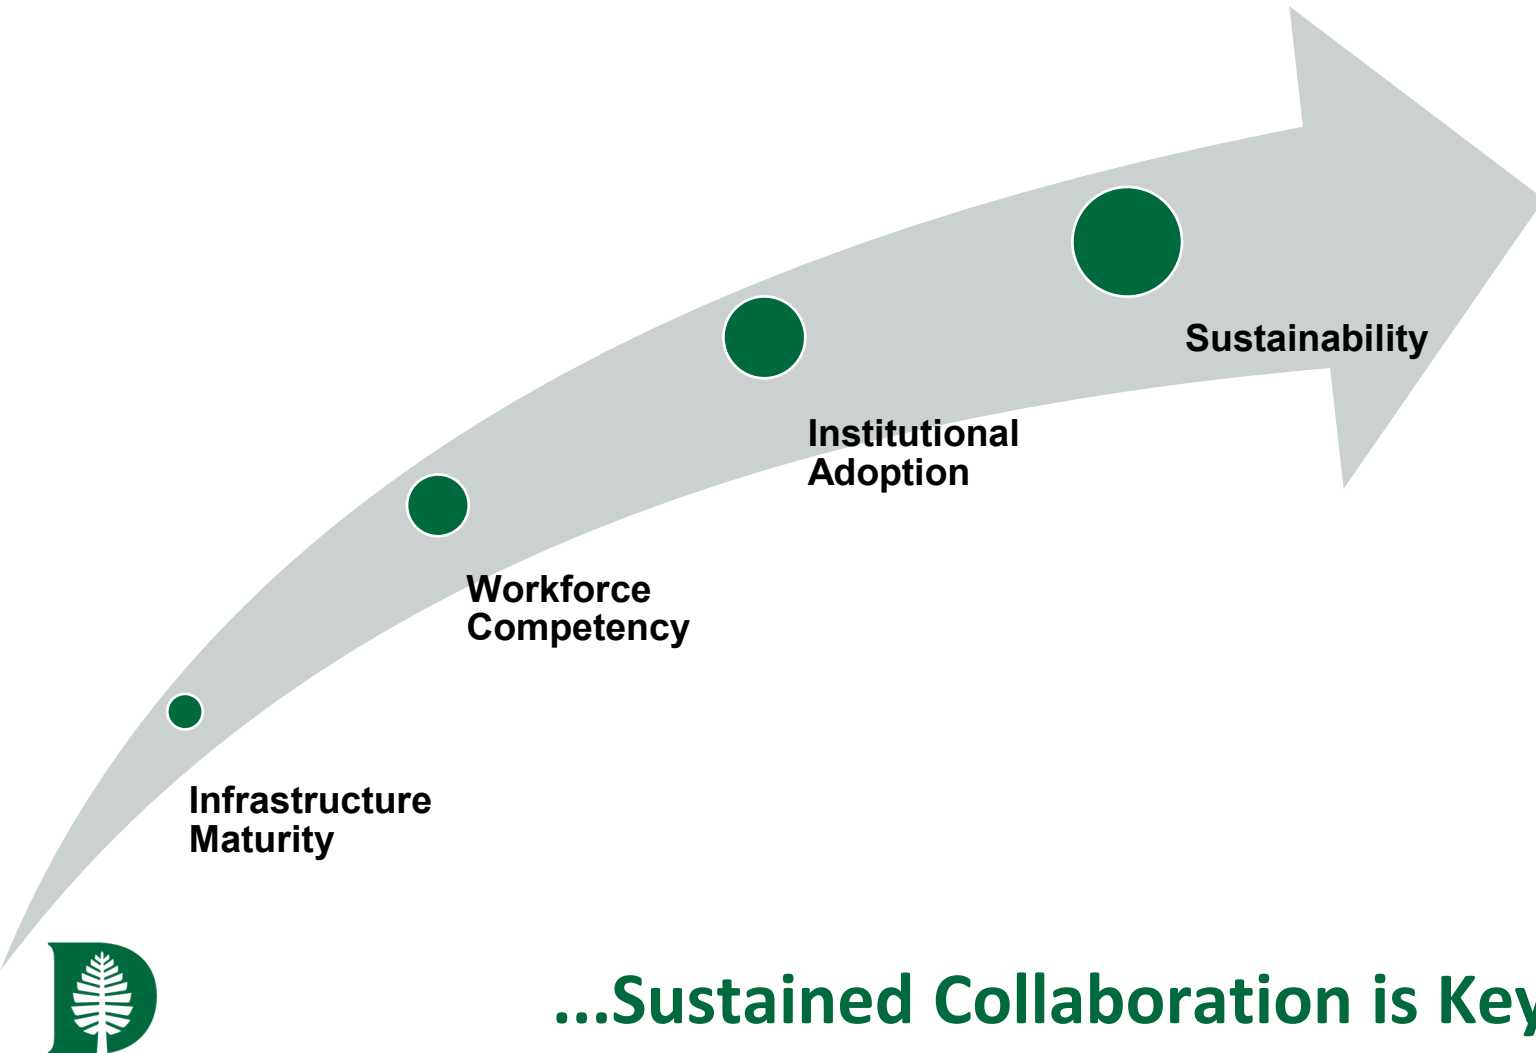 Sustainability
Institutional
Adoption
Workforce
Competency
Infrastructure
Maturity
...Sustained Collaboration is Key